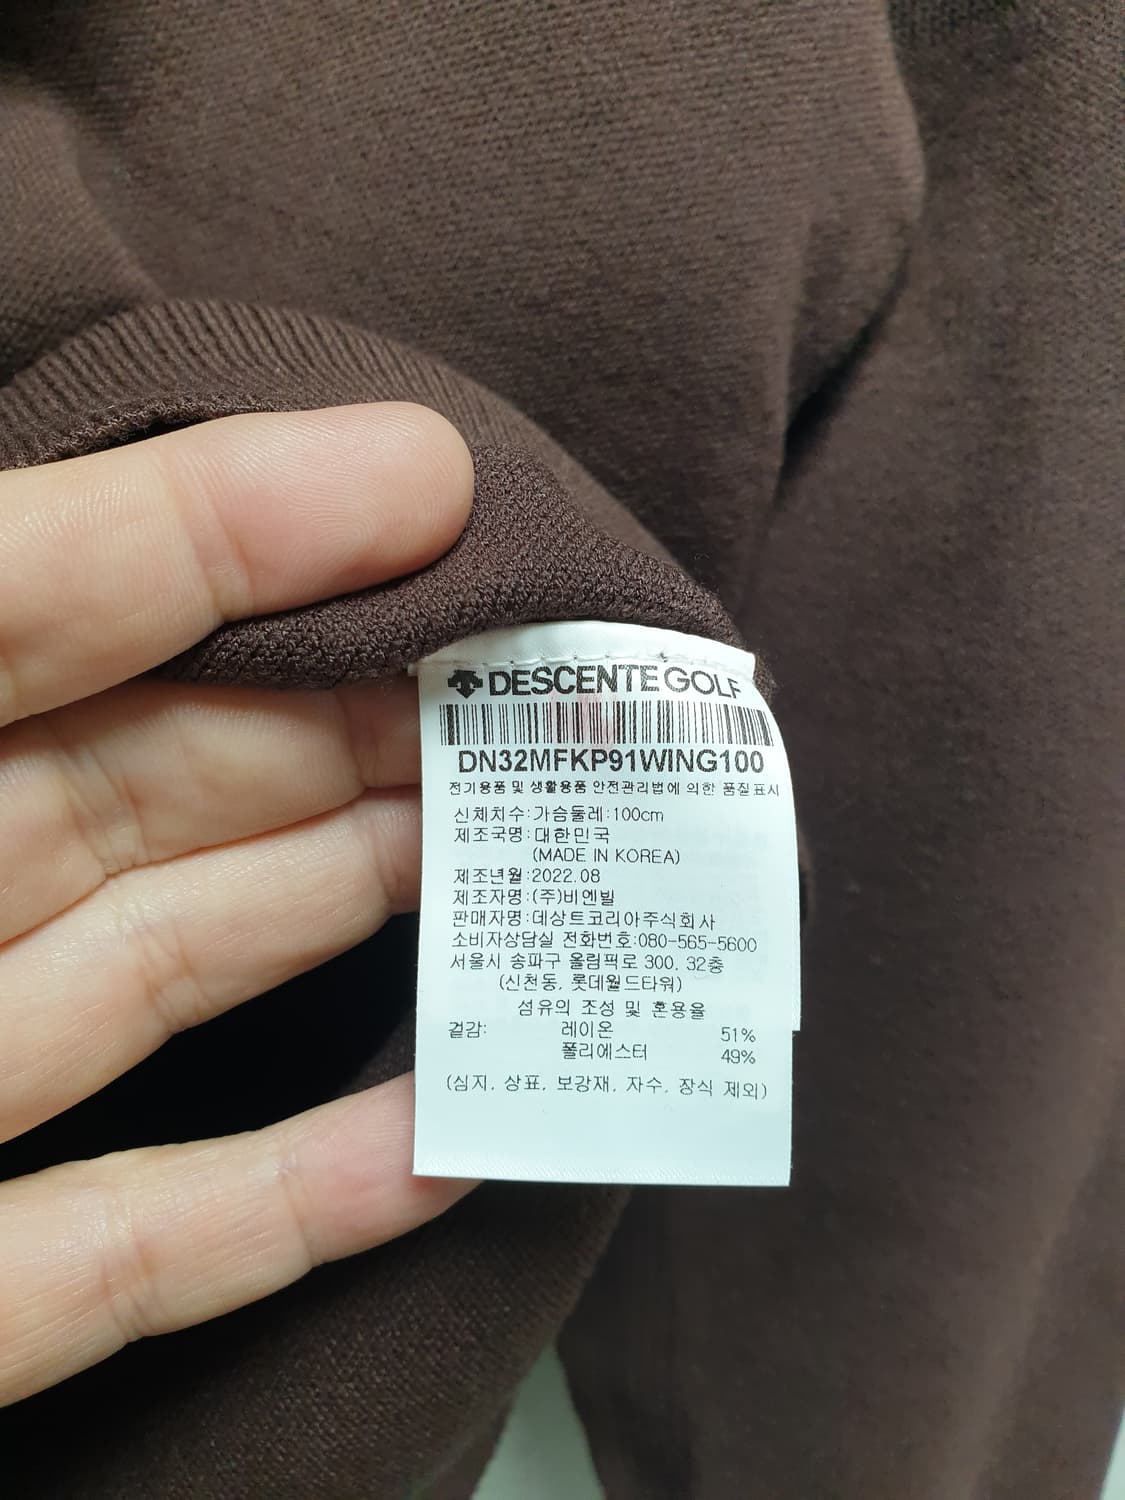 DESCENTE GOLF
DN32MFKP91WING100
전기용품 및 생활용품 안전관리법에 의한 품질표시
신체치수:가슴둘레:100cm
제조국명:대한민국
(MADE IN KOREA)
제조년월:2022.08
제조자명:(주)비엔빌
판매자명:데상트코리아주식회사
소비자상담실 전화번호:080-565-5600
서울시 송파구 올림픽로 300, 32층
(신천동, 롯데월드타워)
섬유의 조성 및 혼용율
겉감: 레이온 51%
폴리에스터 49%
(심지, 상표, 보강재, 자수, 장식 제외)